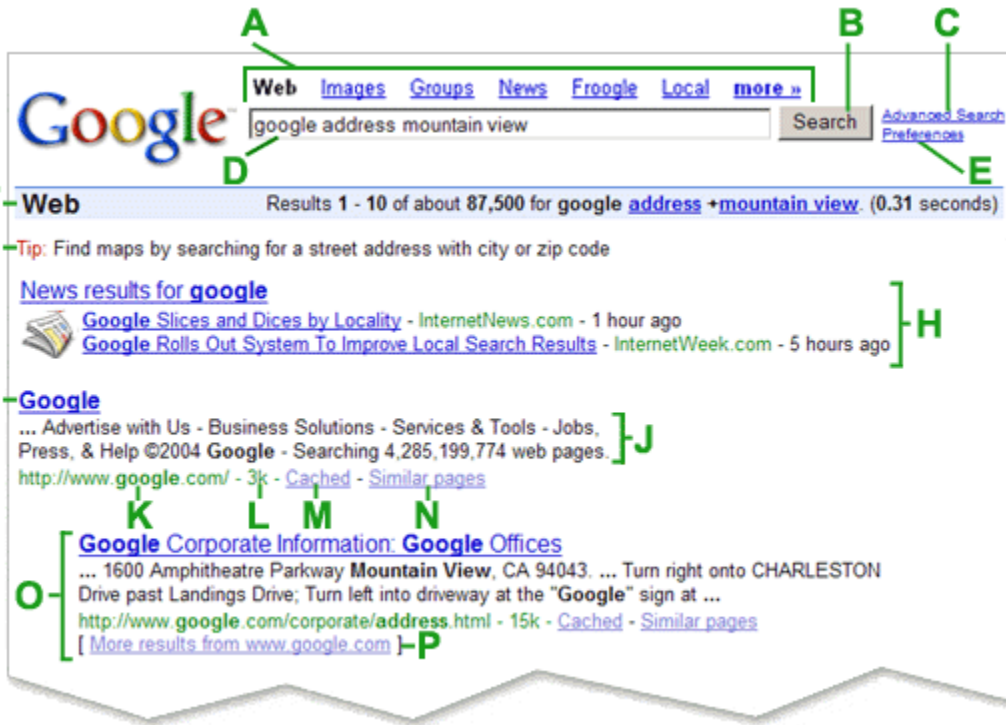 A B C
Web Images Groups News Froogle Local more »
Google™
google address mountain view Search Advanced Search
Preferences
D E
Web Results 1 - 10 of about 87,500 for google address +mountain view. (0.31 seconds)
Tip: Find maps by searching for a street address with city or zip code
News results for google
Google Slices and Dices by Locality - InternetNews.com - 1 hour ago
H
Google Rolls Out System To Improve Local Search Results - InternetWeek.com - 5 hours ago
Google
... Advertise with Us - Business Solutions - Services & Tools - Jobs,
J
Press, & Help ©2004 Google - Searching 4,285,199,774 web pages.
http://www.google.com/ - 3k - Cached - Similar pages
K L M N
Google Corporate Information: Google Offices
... 1600 Amphitheatre Parkway Mountain View, CA 94043. ... Turn right onto CHARLESTON
O
Drive past Landings Drive; Turn left into driveway at the "Google" sign at ...
http://www.google.com/corporate/address.html - 15k - Cached - Similar pages
[ More results from www.google.com ] P